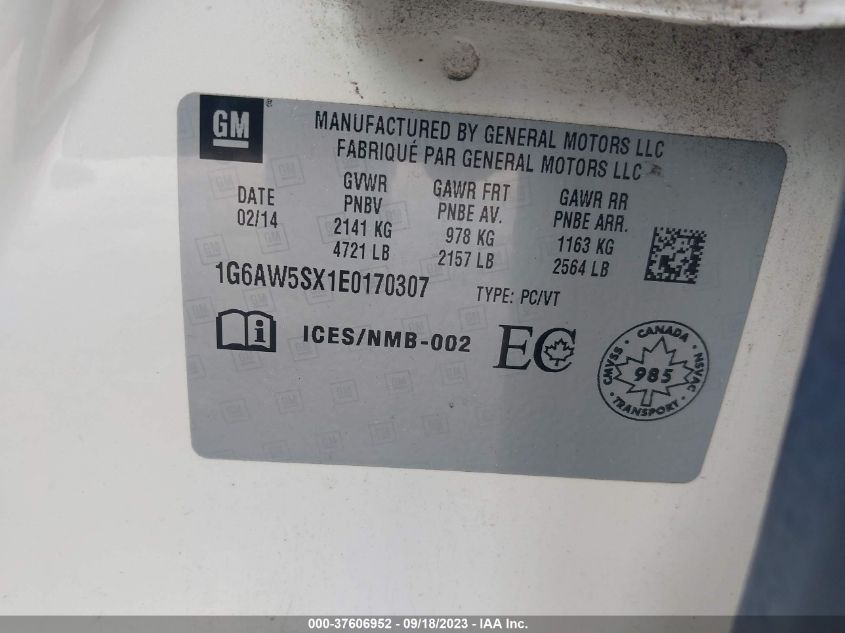 GM ®
MANUFACTURED BY GENERAL MOTORS LLC
FABRIQUÉ PAR GENERAL MOTORS LLC
DATE
02/14
GVWR
PNBV
2141 KG
4721 LB
GAWR FRT
PNBE AV.
978 KG
2157 LB
GAWR RR
PNBE ARR.
1163 KG
2564 LB
1G6AW5SX1E0170307
TYPE: PC/VT
i
ICES/NMB-002
EC
CANADA
CMVSS
985
NSVAC
TRANSPORT
000-37606952 - 09/18/2023 - IAA Inc.